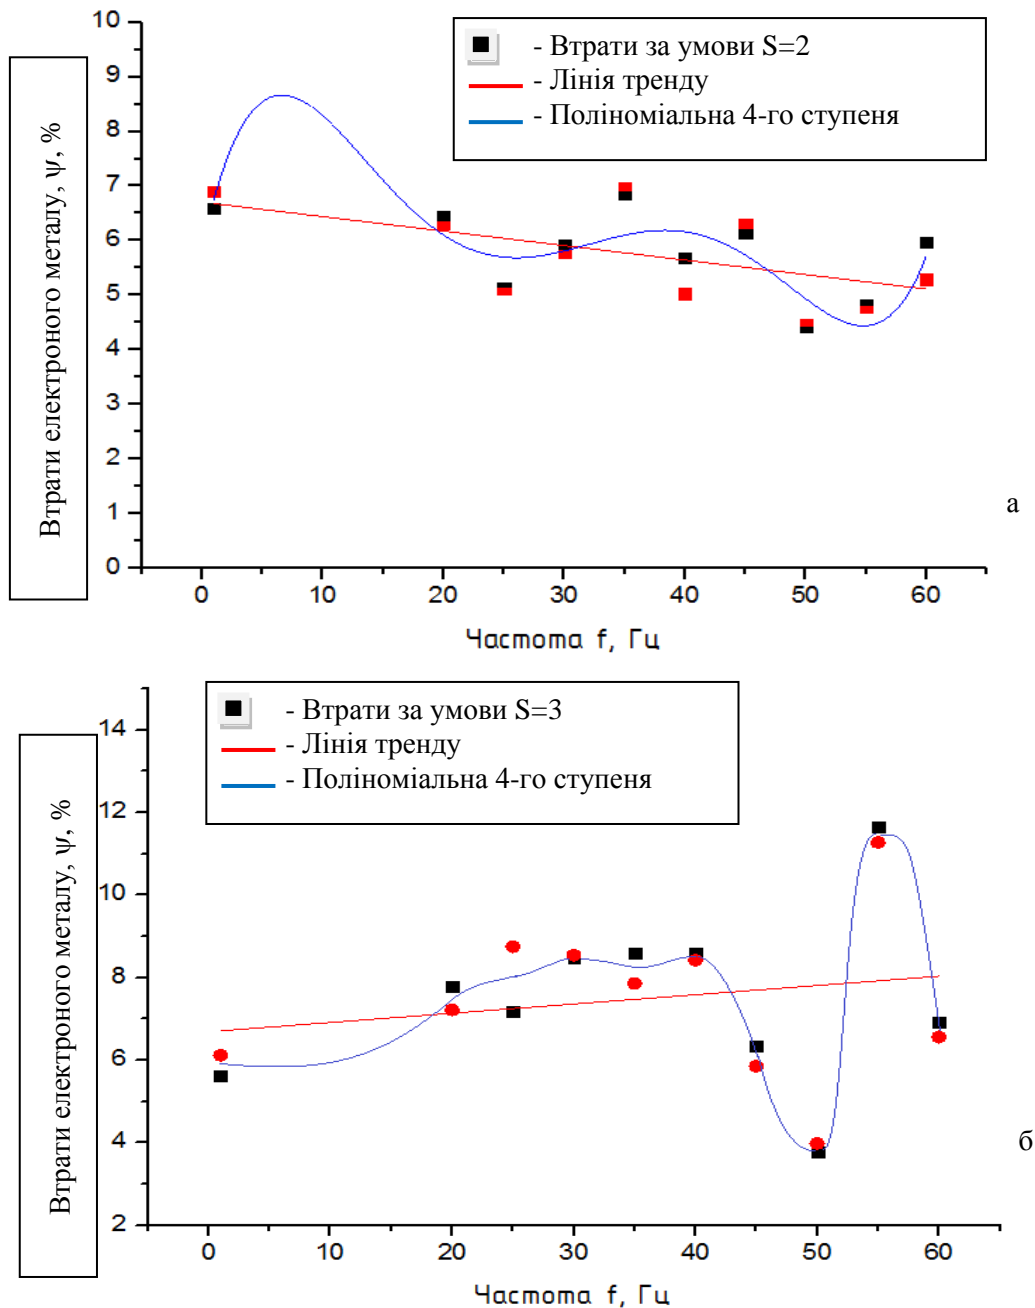 10
9
8
7
6
5
4
3
2
1
0
Втрати електроного металу, ψ, %
- Втрати за умови S=2
- Лінія тренду
- Поліноміальна 4-го ступеня
а
0 10 20 30 40 50 60
Частота f, Гц
14
12
10
8
6
4
2
Втрати електроного металу, ψ, %
- Втрати за умови S=3
- Лінія тренду
- Поліноміальна 4-го ступеня
б
0 20 30 40 50 60
Частота f, Гц